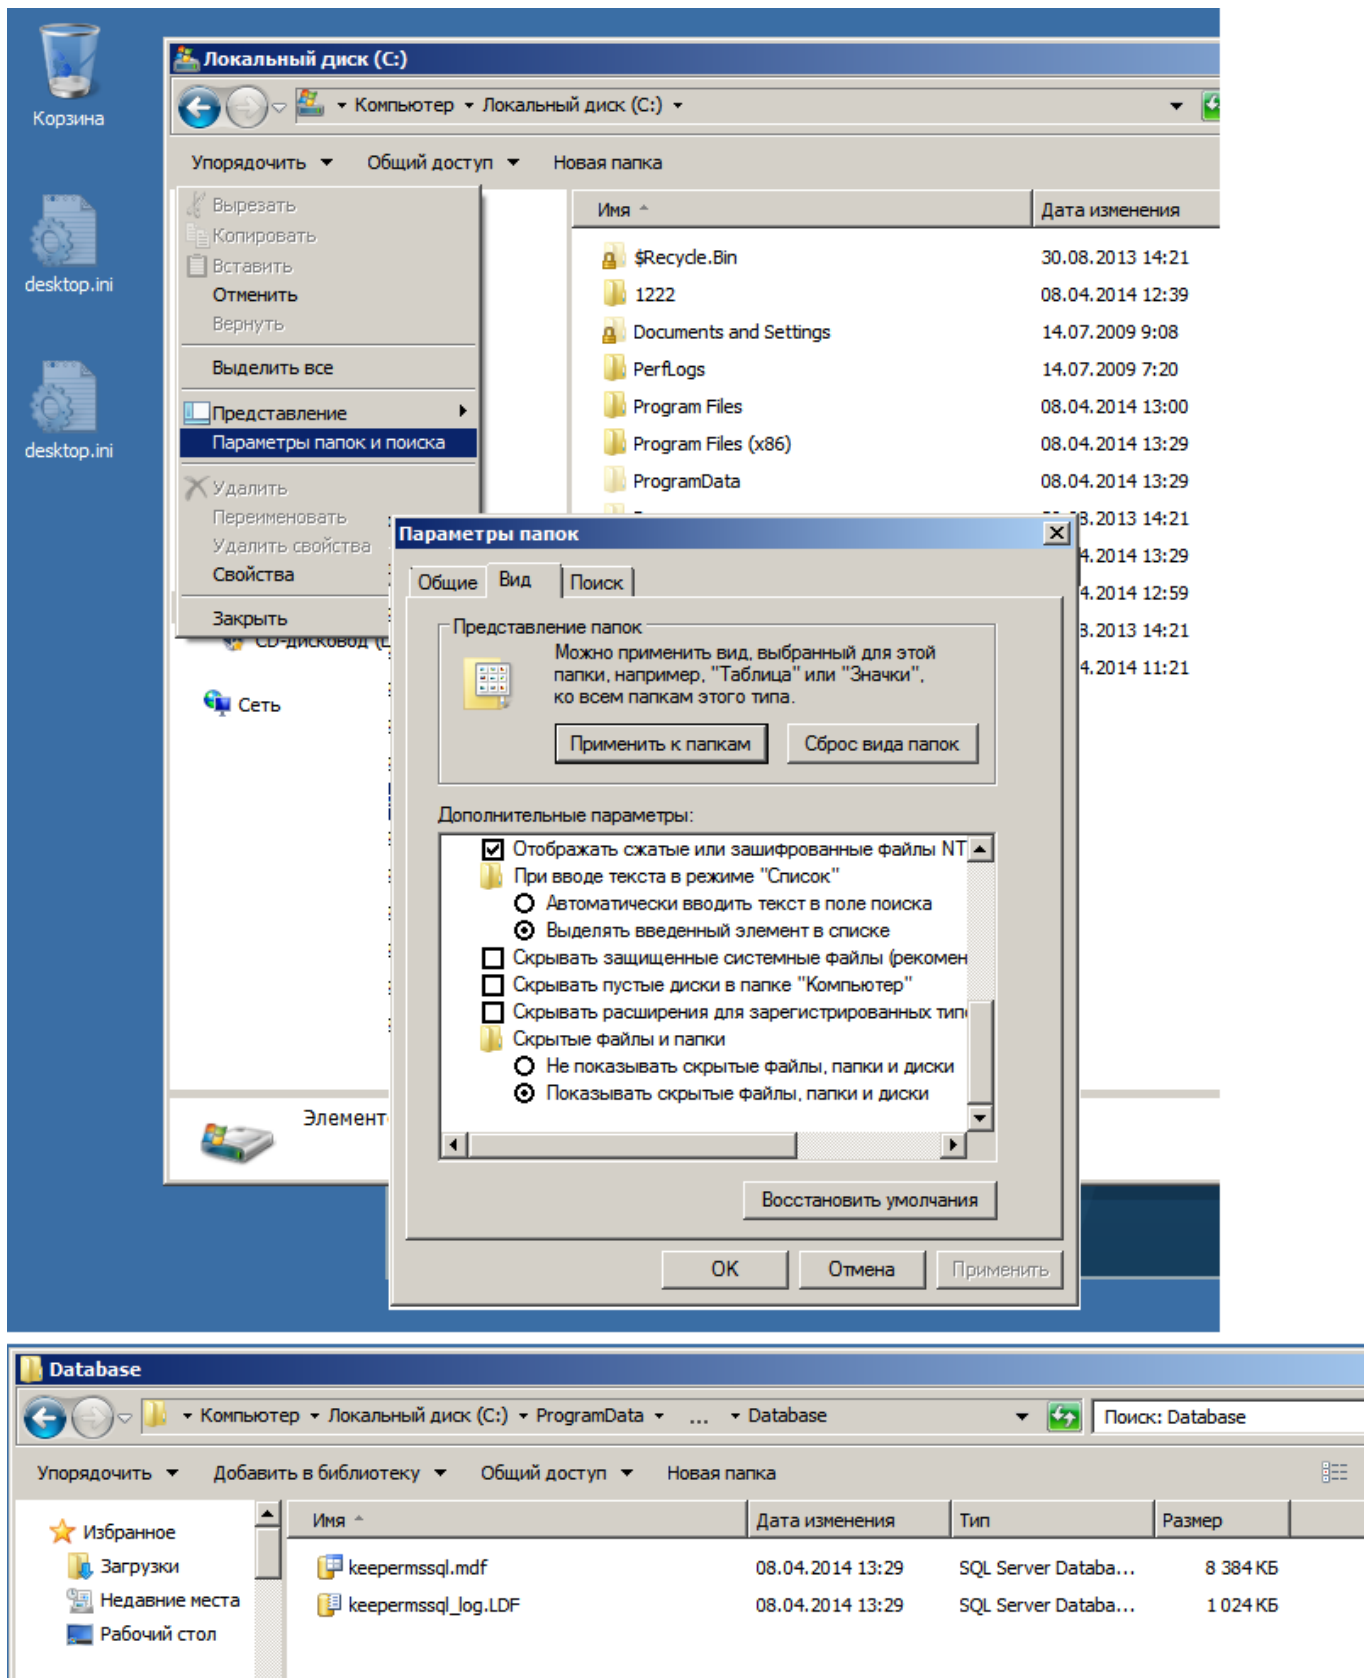 Корзина
desktop.ini
desktop.ini
Локальный диск (C:)
Компьютер Локальный диск (C:)
Упорядочить Общий доступ Новая папка
Вырезать
Копировать
Вставить
Отменить
Вернуть
Выделить все
Представление
Параметры папок и поиска
Удалить
Переименовать
Удалить свойства
Свойства
Закрыть
CD-дисковод
Сеть
Имя Дата изменения
$Recycle.Bin 30.08.2013 14:21
1222 08.04.2014 12:39
Documents and Settings 14.07.2009 9:08
PerfLogs 14.07.2009 7:20
Program Files 08.04.2014 13:00
Program Files (x86) 08.04.2014 13:29
ProgramData 08.04.2014 13:29
8.2013 14:21
4.2014 13:29
4.2014 12:59
8.2013 14:21
4.2014 11:21
Элемент
Параметры папок
Общие Вид Поиск
Представление папок
Можно применить вид, выбранный для этой
папки, например, "Таблица" или "Значки",
ко всем папкам этого типа.
Применить к папкам Сброс вида папок
Дополнительные параметры:
Отображать сжатые или зашифрованные файлы NT
При вводе текста в режиме "Список"
Автоматически вводить текст в поле поиска
Выделять введенный элемент в списке
Скрывать защищенные системные файлы (рекомен
Скрывать пустые диски в папке "Компьютер"
Скрывать расширения для зарегистрированных тип
Скрытые файлы и папки
Не показывать скрытые файлы, папки и диски
Показывать скрытые файлы, папки и диски
Восстановить умолчания
OK Отмена Применить
Database
Компьютер Локальный диск (C:) ProgramData ... Database Поиск: Database
Упорядочить Добавить в библиотеку Общий доступ Новая папка
Избранное
Загрузки
Недавние места
Рабочий стол
Имя Дата изменения Тип Размер
keepermssql.mdf 08.04.2014 13:29 SQL Server Databa... 8 384 КБ
keepermssql_log.LDF 08.04.2014 13:29 SQL Server Databa... 1 024 КБ